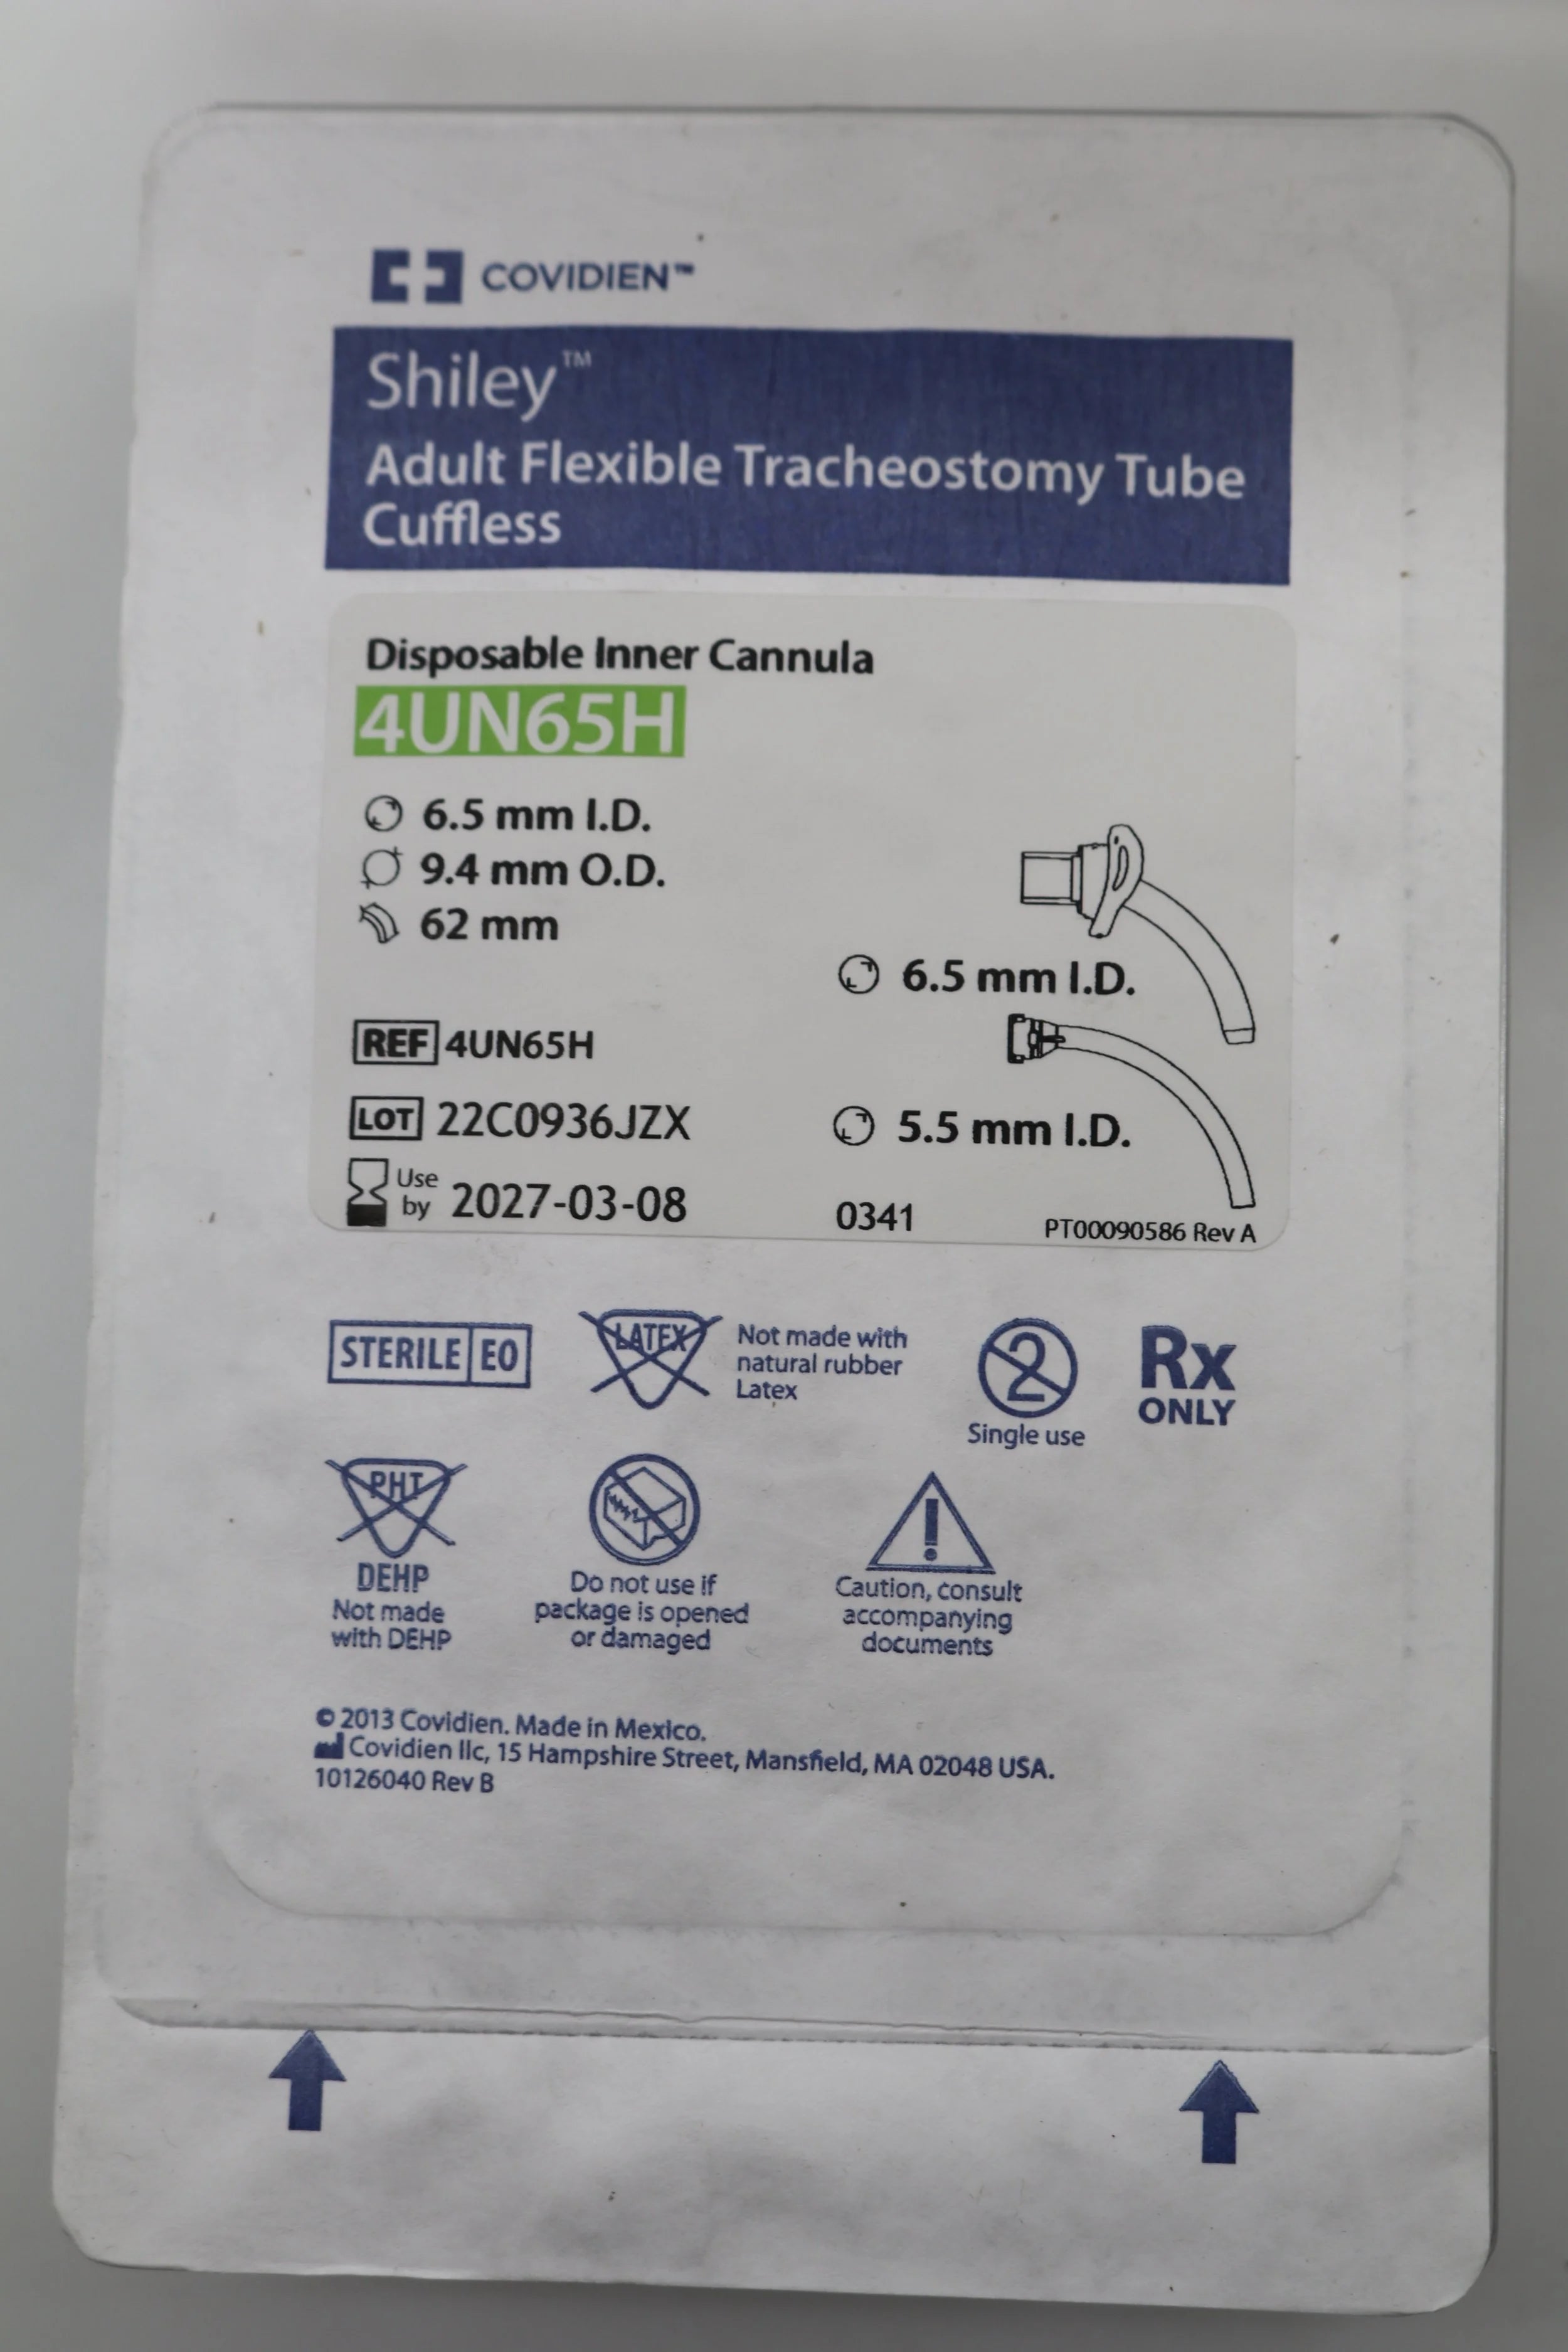 COVIDIEN™
Shiley™
Adult Flexible Tracheostomy Tube
Cuffless
Disposable Inner Cannula
4UN65H
6.5 mm I.D.
9.4 mm O.D.
62 mm
6.5 mm I.D.
REF 4UN65H
LOT 22C0936JZX
5.5 mm I.D.
Use
by 2027-03-08
0341
PT00090586 Rev A
STERILE EO
LATEX
Not made with
natural rubber
Latex
2
Single use
Rx
ONLY
PHT
DEHP
Not made
with DEHP
Do not use if
package is opened
or damaged
Caution, consult
accompanying
documents
© 2013 Covidien. Made in Mexico.
Covidien llc, 15 Hampshire Street, Mansfield, MA 02048 USA.
10126040 Rev B